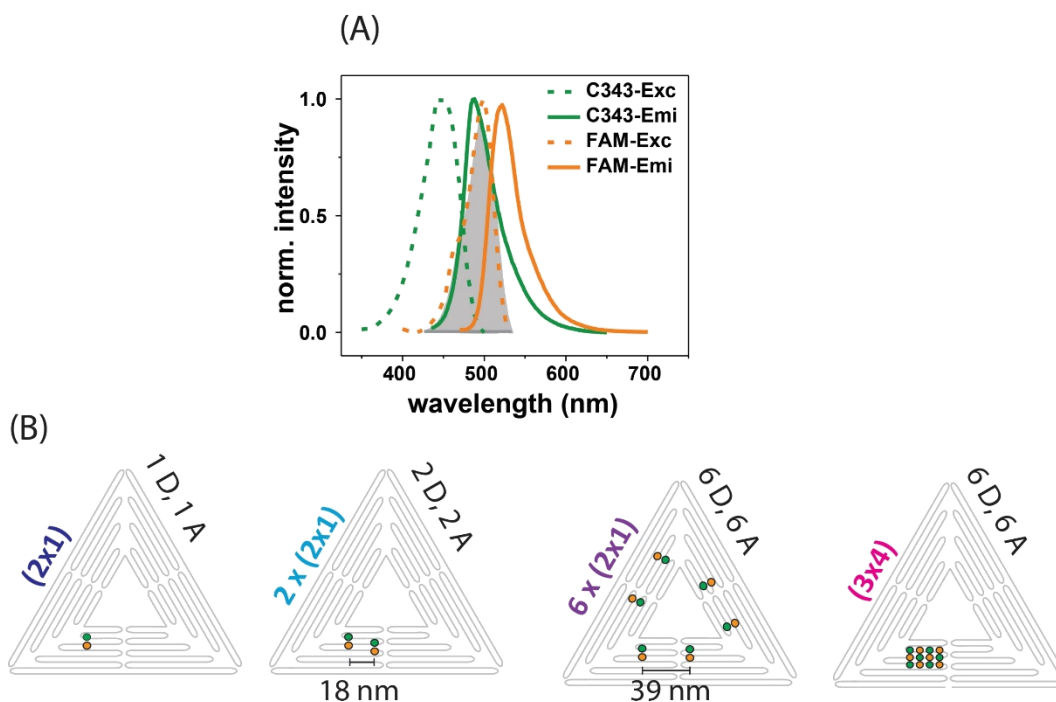 (A)
C343-Exc
C343-Emi
FAM-Exc
FAM-Emi
norm. intensity
1.0
0.5
0.0
400 500 600 700
wavelength (nm)
(B)
(2x1)
1 D, 1 A
2 x (2x1)
2 D, 2 A
18 nm
6 x (2x1)
6 D, 6 A
39 nm
(3x4)
6 D, 6 A